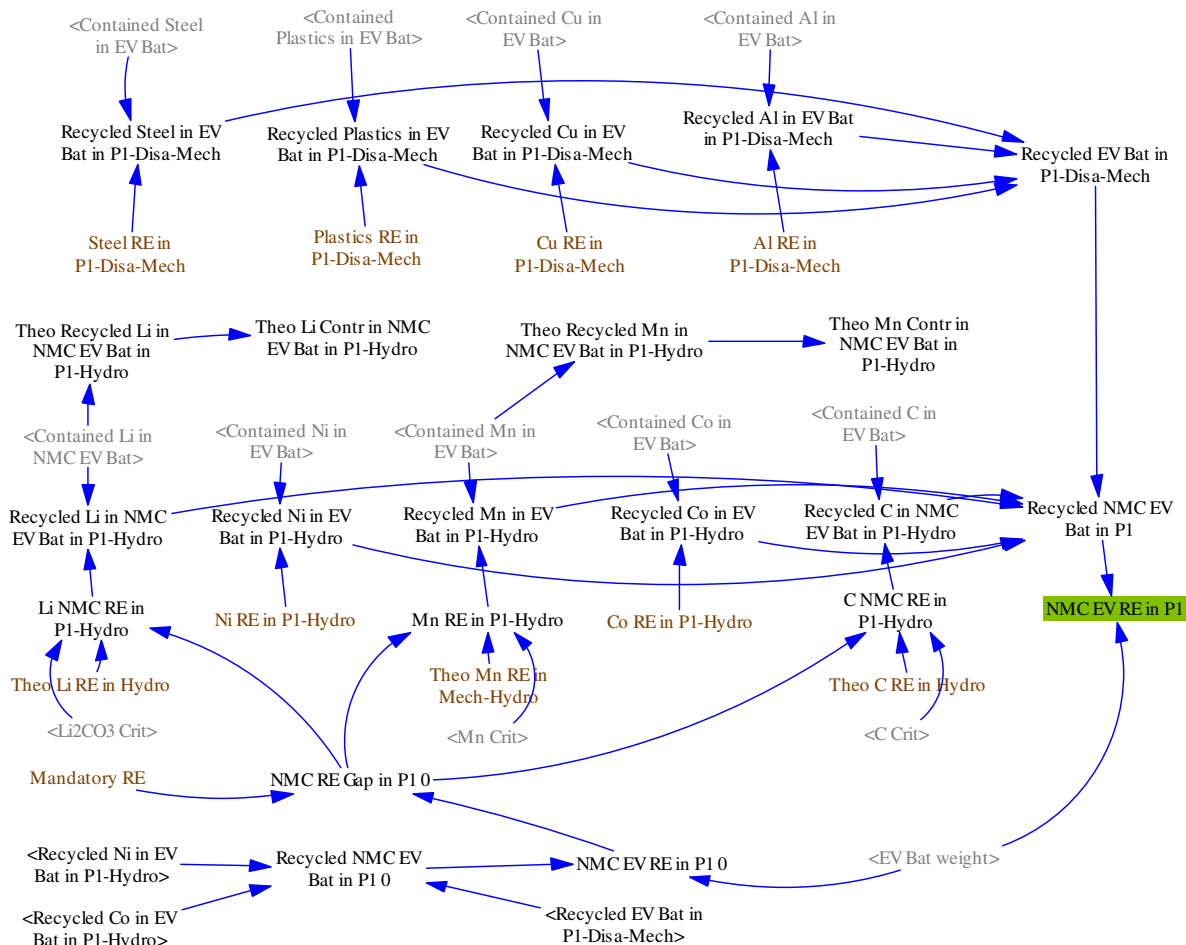 <Contained Steel
in EV Bat>
<Contained
Plastics in EV Bat>
<Contained Cu in
EV Bat>
<Contained Al in
EV Bat>
Recycled Steel in EV
Bat in P1-Disa-Mech
Recycled Plastics in EV
Bat in P1-Disa-Mech
Recycled Cu in EV
Bat in P1-Disa-Mech
Recycled Al in EV Bat
in P1-Disa-Mech
Recycled EV Bat in
P1-Disa-Mech
Steel RE in
P1-Disa-Mech
Plastics RE in
P1-Disa-Mech
Cu RE in
P1-Disa-Mech
Al RE in
P1-Disa-Mech
Theo Recycled Li in
NMC EV Bat in
P1-Hydro
Theo Li Contr in NMC
EV Bat in P1-Hydro
Theo Recycled Mn in
NMC EV Bat in P1-Hydro
Theo Mn Contr in
NMC EV Bat in
P1-Hydro
<Contained Li in
NMC EV Bat>
<Contained Ni in
EV Bat>
<Contained Mn in
EV Bat>
<Contained Co in
EV Bat>
<Contained C in
EV Bat>
Recycled Li in NMC
EV Bat in P1-Hydro
Recycled Ni in EV
Bat in P1-Hydro
Recycled Mn in EV
Bat in P1-Hydro
Recycled Co in EV
Bat in P1-Hydro
Recycled C in NMC
EV Bat in P1-Hydro
Recycled NMC EV
Bat in P1
Li NMC RE in
P1-Hydro
Ni RE in P1-Hydro
Mn RE in P1-Hydro
Co RE in P1-Hydro
C NMC RE in
P1-Hydro
NMC EV RE in P1
Theo Li RE in Hydro
Theo Mn RE in
Mech-Hydro
Theo C RE in Hydro
<Li2CO3 Crit>
<Mn Crit>
<C Crit>
Mandatory RE
NMC RE Gap in P1 0
<Recycled Ni in EV
Bat in P1-Hydro>
Recycled NMC EV
Bat in P1 0
NMC EV RE in P1 0
<EV Bat weight>
<Recycled Co in EV
Bat in P1-Hydro>
<Recycled EV Bat in
P1-Disa-Mech>